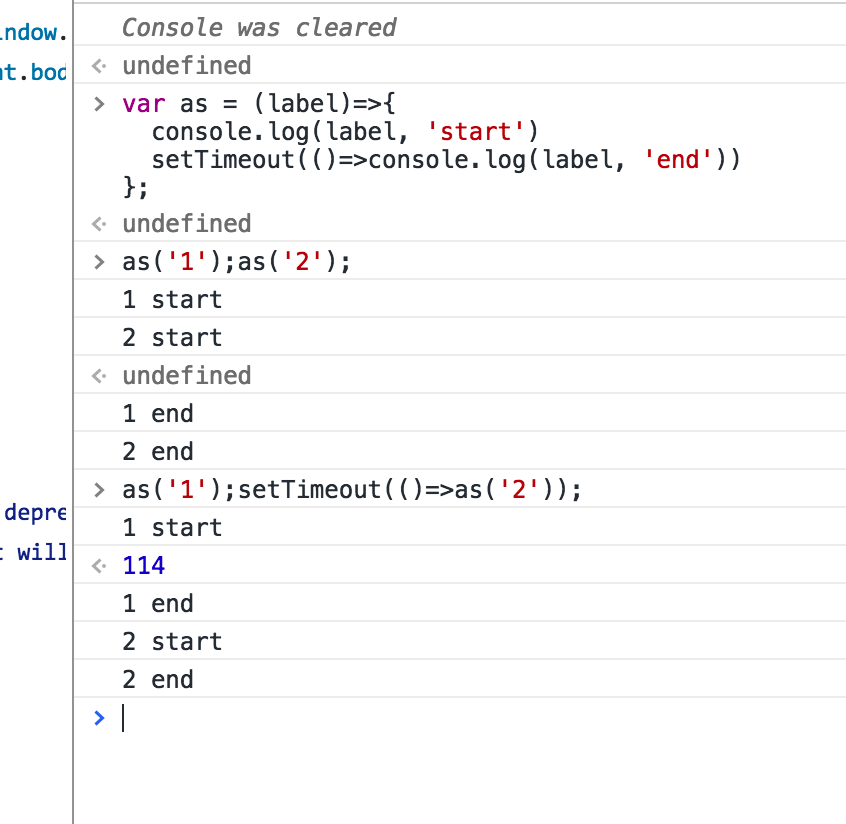 Console was cleared
undefined
var as = (label)=>{
console.log(label, 'start')
setTimeout(()=>console.log(label, 'end'))
};
undefined
as('1');as('2');
1 start
2 start
undefined
1 end
2 end
as('1');setTimeout(()=>as('2'));
1 start
114
1 end
2 start
2 end
indow.
nt.bod
depre
t will